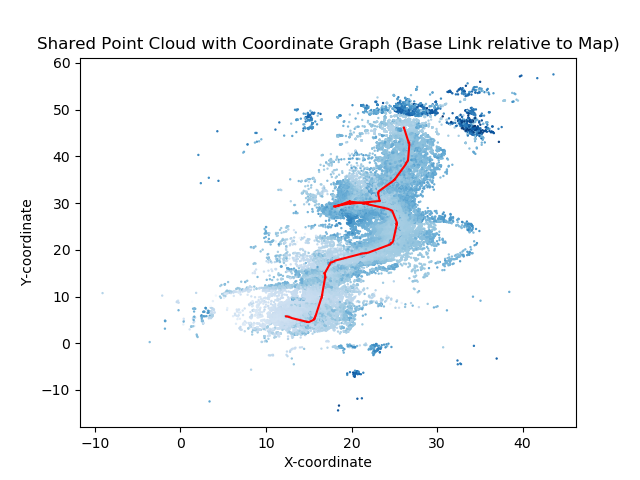 Shared Point Cloud with Coordinate Graph (Base Link relative to Map)
60
50
40
30
20
10
0
−10
Y-coordinate
−10 0 10 20 30 40
X-coordinate